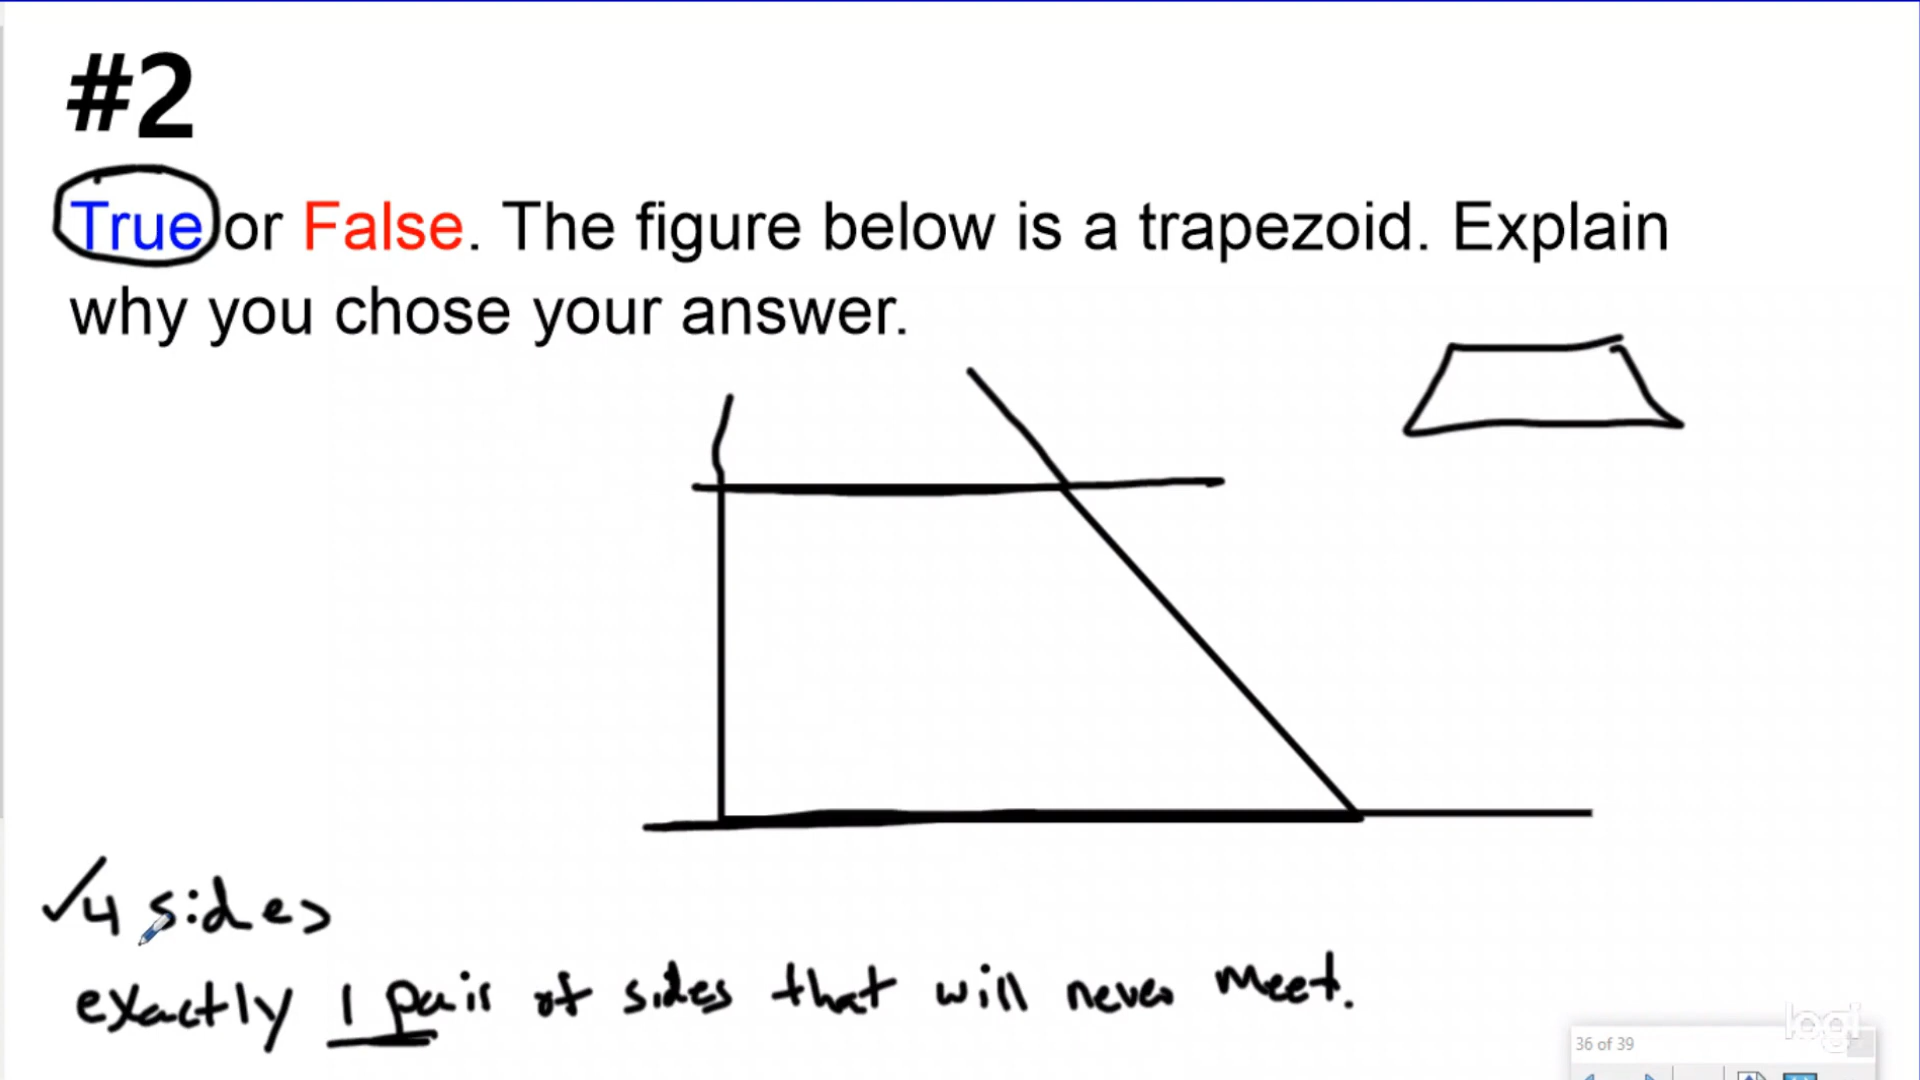 #2
True or False. The figure below is a trapezoid. Explain
why you chose your answer.
✓4 sides
exactly 1 pair of sides that will never meet.
logi
36 of 39